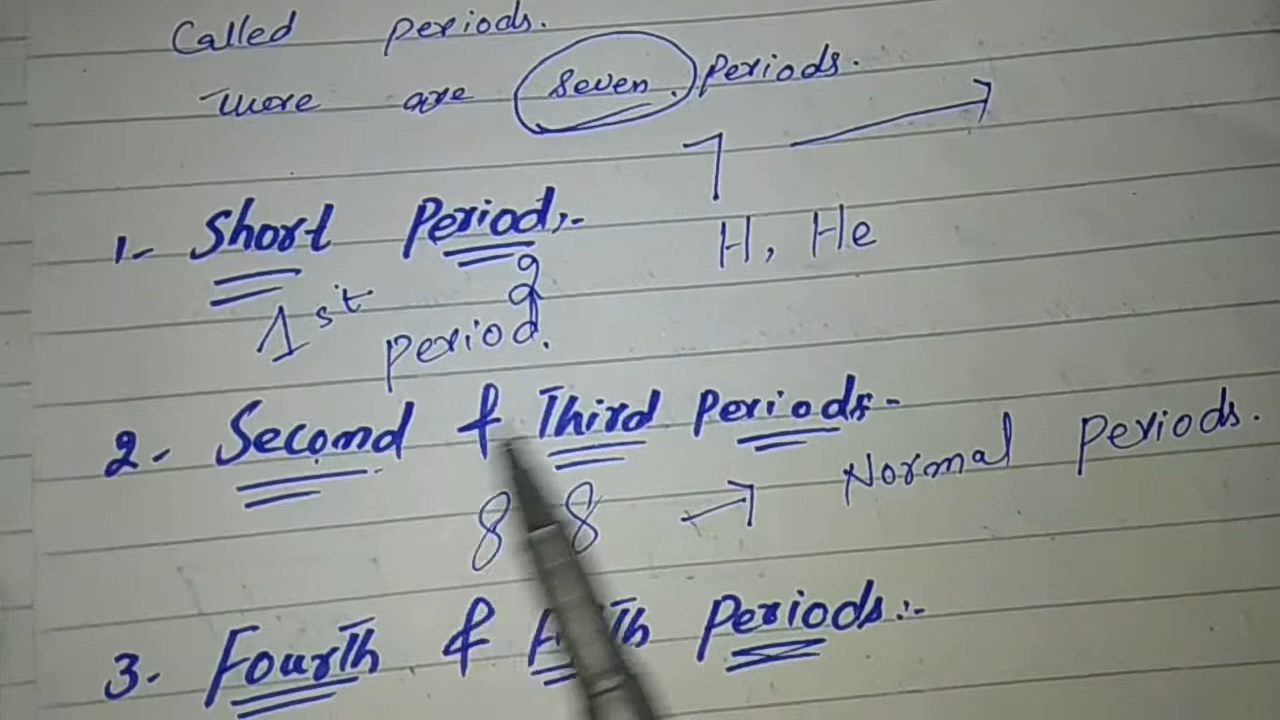 Called periods.
There are Seven. Periods.
7 →
1- Short Period:-
H, He
2
1st period.
2- Second & Third Periods-
8 8 → Normal Periods.
3- Fourth & Periods:-